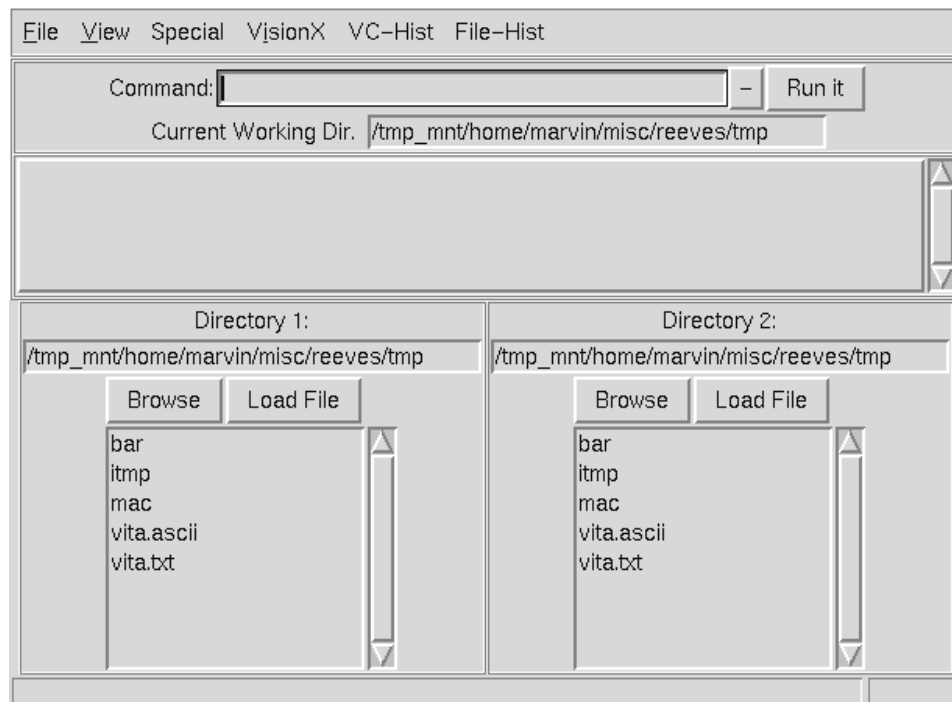 File View Special VisionX VC-Hist File-Hist
Command: - Run it
Current Working Dir. /tmp_mnt/home/marvin/misc/reeves/tmp
Directory 1:
/tmp_mnt/home/marvin/misc/reeves/tmp
Browse Load File
bar
itmp
mac
vita.ascii
vita.txt
Directory 2:
/tmp_mnt/home/marvin/misc/reeves/tmp
Browse Load File
bar
itmp
mac
vita.ascii
vita.txt